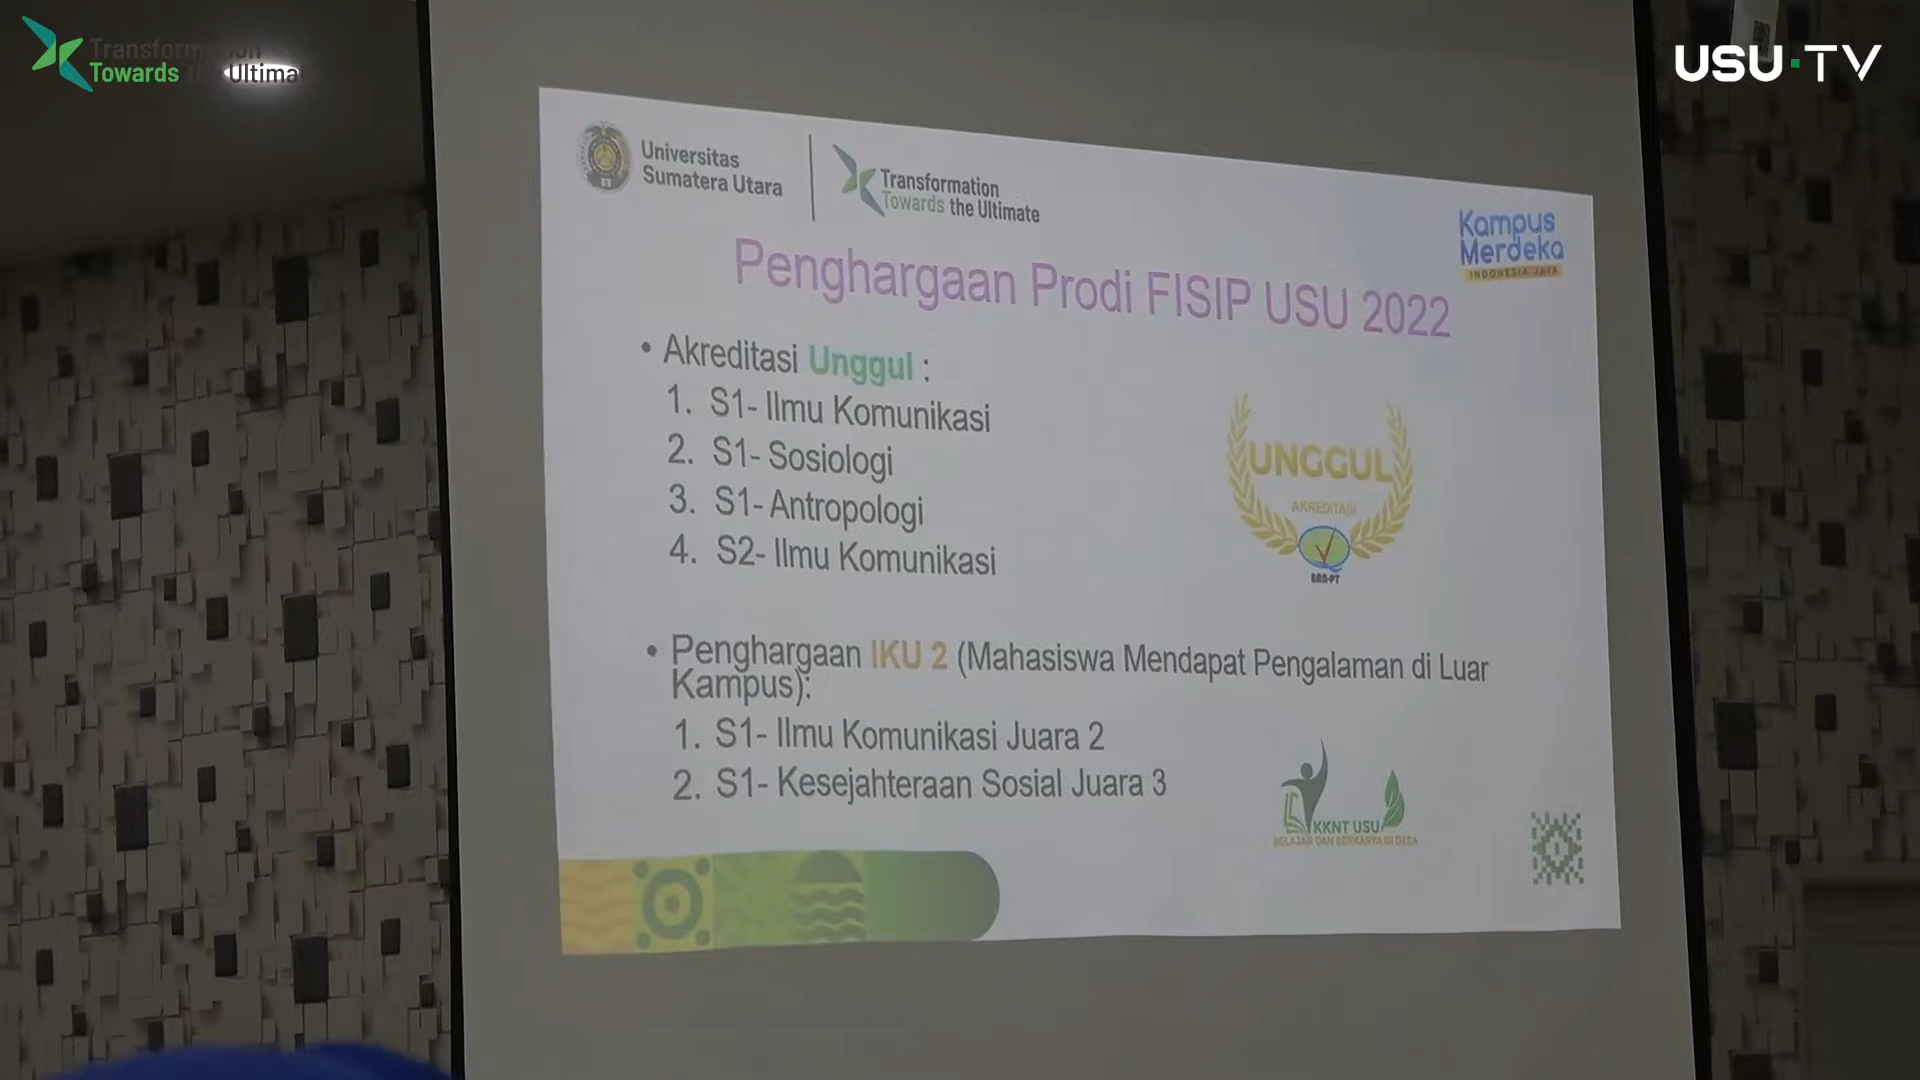 Transformation
Towards the Ultima
USU·TV
Universitas
Sumatera Utara
Transformation
Towards the Ultimate
Kampus
Merdeka
INDONESIA JAYA
Penghargaan Prodi FISIP USU 2022
• Akreditasi Unggul :
1. S1- Ilmu Komunikasi
2. S1- Sosiologi
3. S1- Antropologi
4. S2- Ilmu Komunikasi
UNGGUL
AKREDITASI
BAN-PT
• Penghargaan IKU 2 (Mahasiswa Mendapat Pengalaman di Luar
Kampus):
1. S1- Ilmu Komunikasi Juara 2
2. S1- Kesejahteraan Sosial Juara 3
KKNT USU
BELAJAR DAN BERKARYA DI DESA